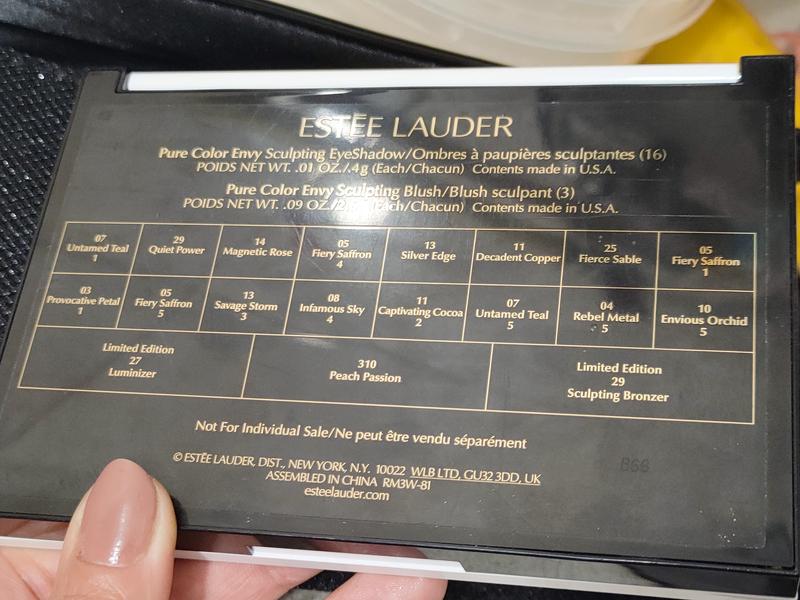 ESTĒE LAUDER
Pure Color Envy Sculpting EyeShadow/Ombres à paupières sculptantes (16)
POIDS NET WT. .01 OZ./.4g (Each/Chacun) Contents made in U.S.A.
Pure Color Envy Sculpting Blush/Blush sculpant (3)
POIDS NET WT. .09 OZ./ (Each/Chacun) Contents made in U.S.A.
07
Untamed Teal
1
29
Quiet Power
14
Magnetic Rose
05
Fiery Saffron
4
13
Silver Edge
11
Decadent Copper
25
Fierce Sable
05
Fiery Saffron
1
03
Provocative Petal
1
05
Fiery Saffron
5
13
Savage Storm
3
08
Infamous Sky
4
11
Captivating Cocoa
2
07
Untamed Teal
5
04
Rebel Metal
5
10
Envious Orchid
5
Limited Edition
27
Luminizer
310
Peach Passion
Limited Edition
29
Sculpting Bronzer
Not For Individual Sale/Ne peut être vendu séparément
© ESTĒE LAUDER, DIST., NEW YORK, N.Y. 10022 WLB LTD, GU32 3DD, UK
ASSEMBLED IN CHINA RM3W-81
esteelauder.com
B66